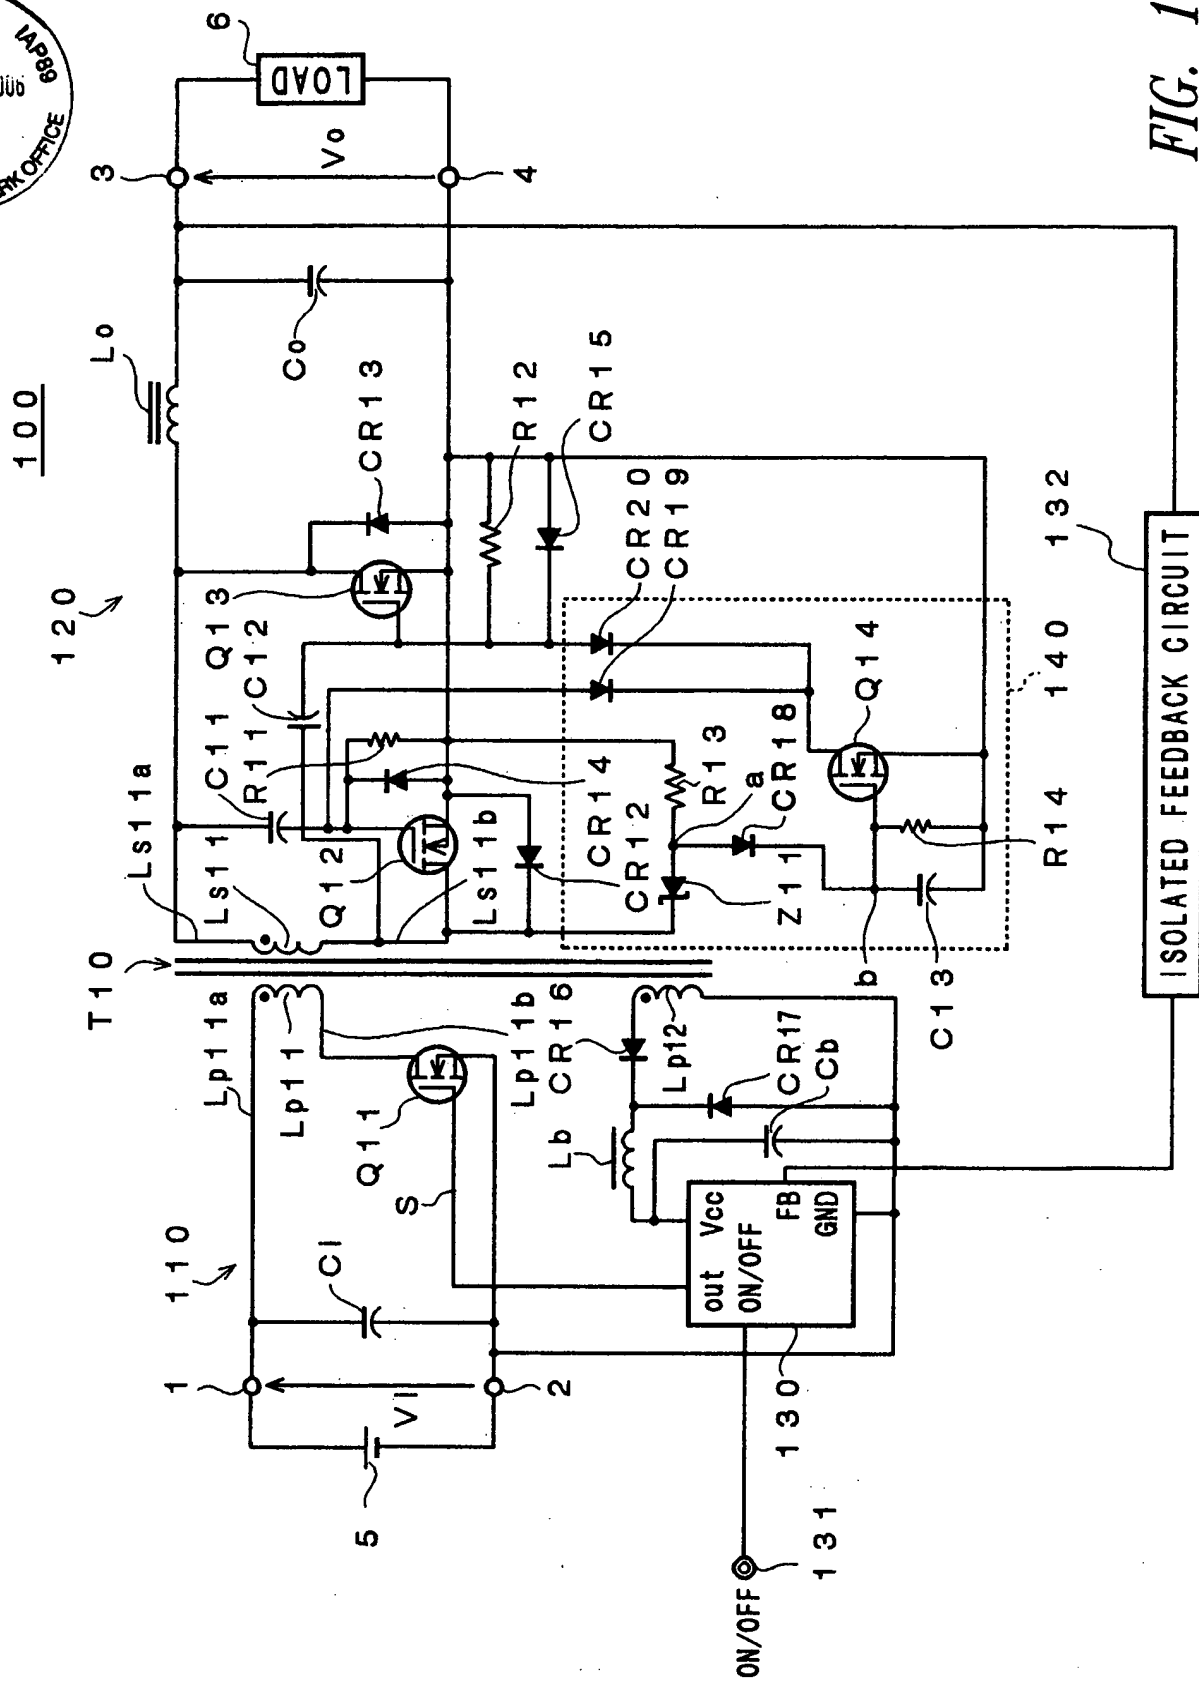 FIG. 1
100
120
110
T10
Lp11a
Lp11
Lp11b
Q11
S
1
2
5
VI
CI
Ls11a
Ls11
Ls11b
Q12
C11
R11
C12
Q13
CR13
CR14
CR12
Lo
Co
3
4
Vo
6
LOAD
R12
CR15
CR20
CR19
R13
a
CR18
Z11
Q14
R14
b
C13
140
132
ISOLATED FEEDBACK CIRCUIT
CR16
Lp12
CR17
Cb
Lb
out
Vcc
ON/OFF
FB
GND
130
131
ON/OFF
IAP89
OFFICE